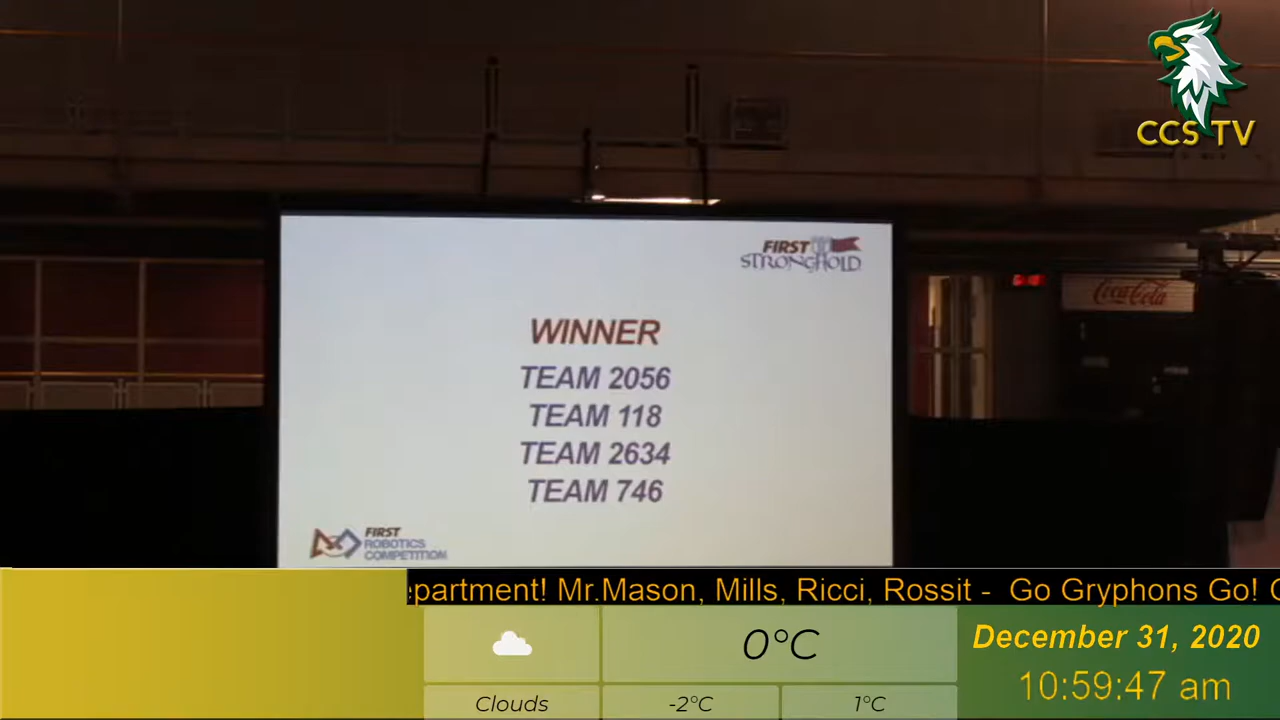 CCS TV
FIRST
STRONGHOLD
Coca-Cola
WINNER
TEAM 2056
TEAM 118
TEAM 2634
TEAM 746
FIRST
ROBOTICS
COMPETITION
partment! Mr.Mason, Mills, Ricci, Rossit - Go Gryphons Go!
0°C
December 31, 2020
10:59:47 am
Clouds
-2°C
1°C